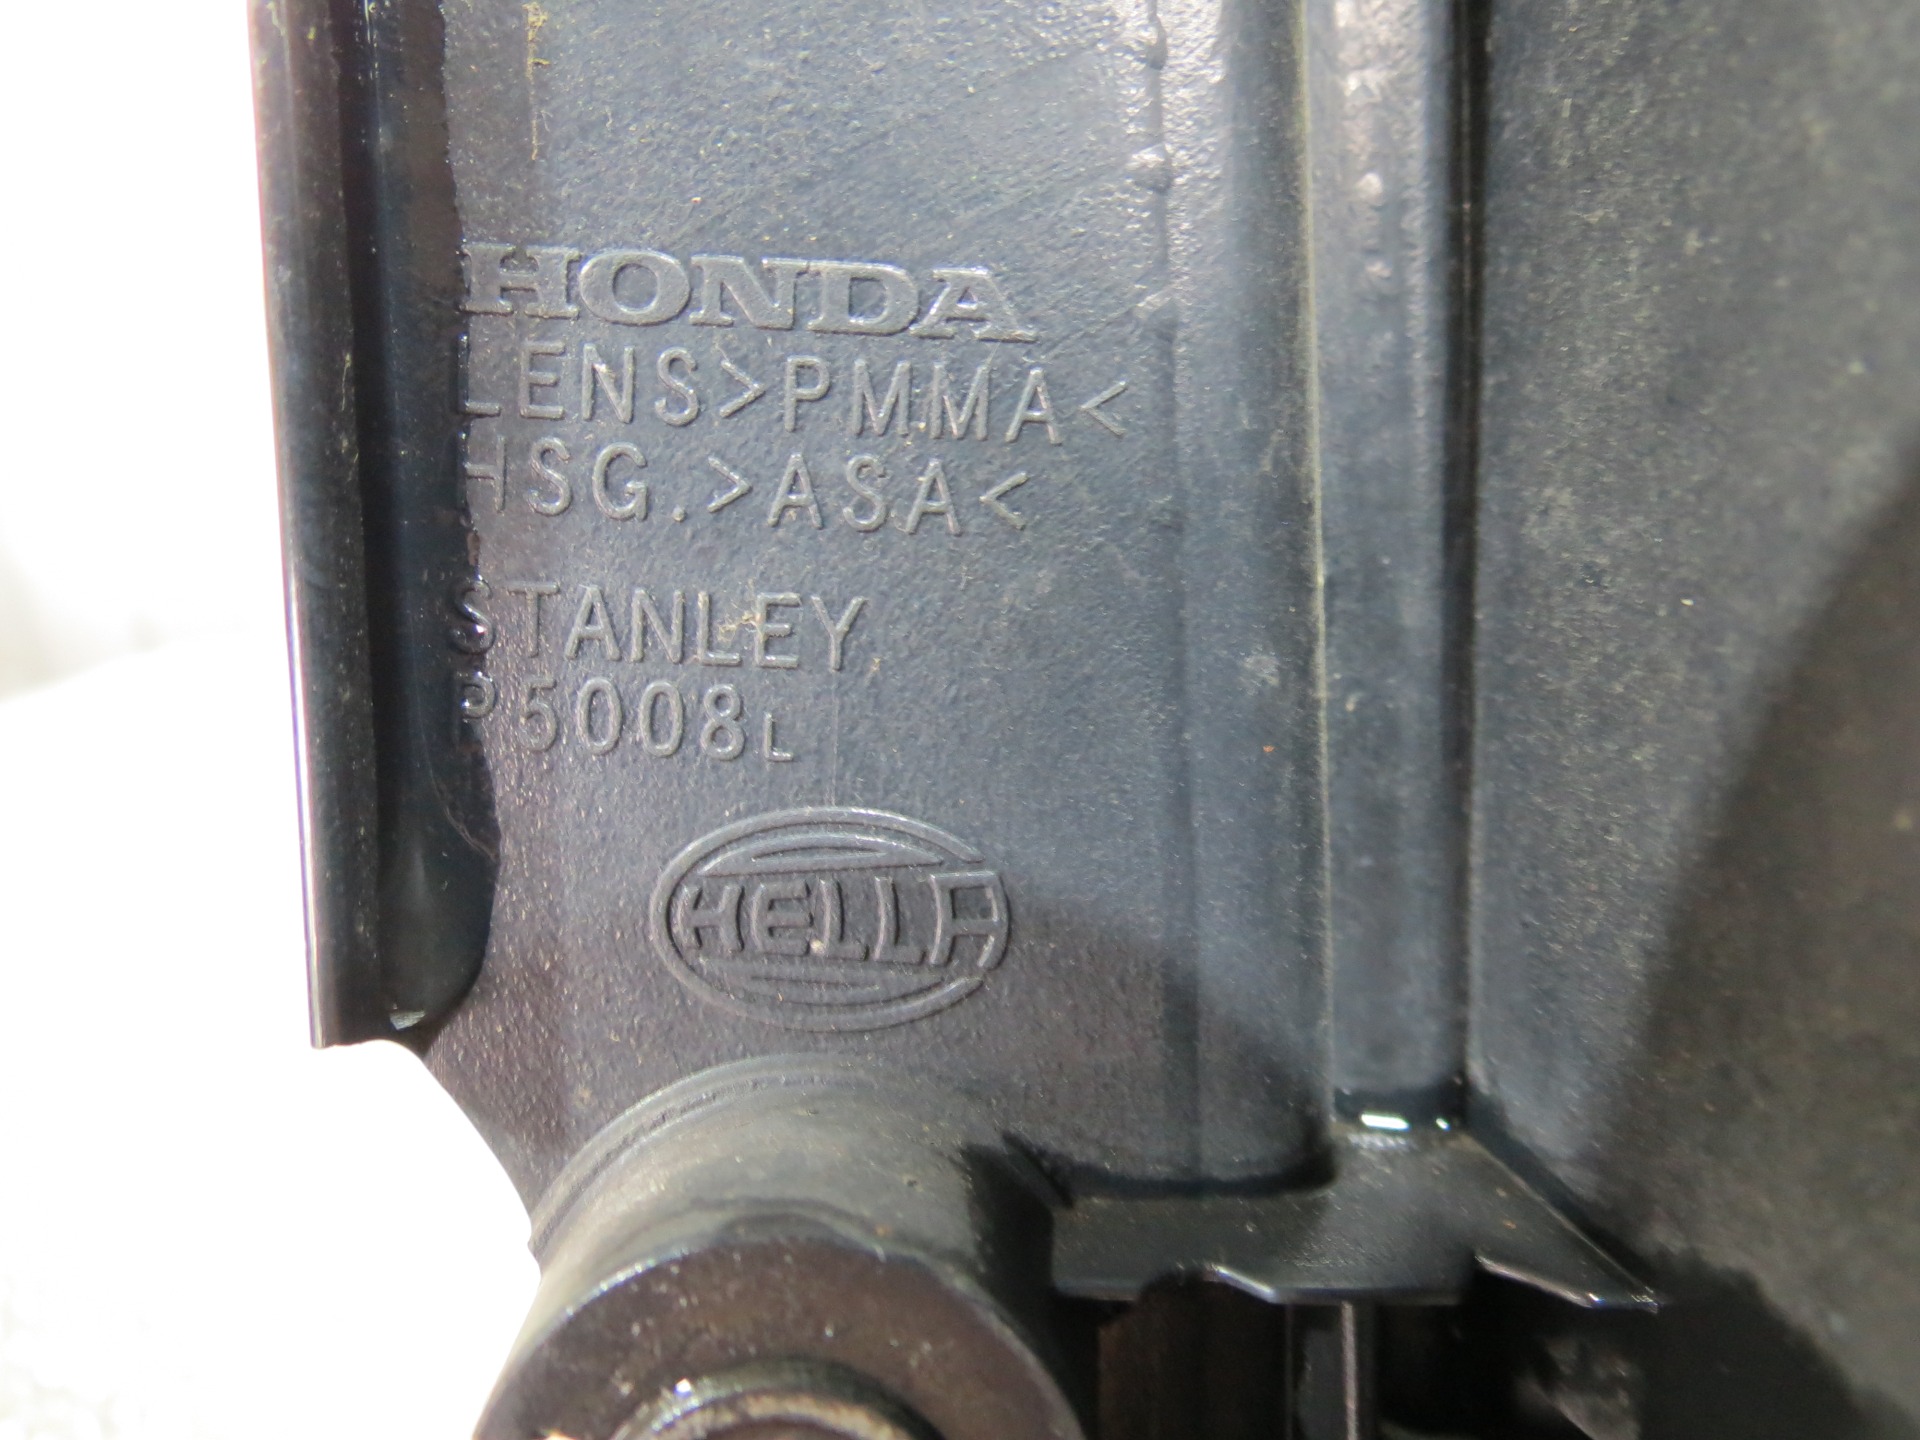 HONDA
LENS>PMMA<
HSG.>ASA<
STANLEY
P5008L
HELLA